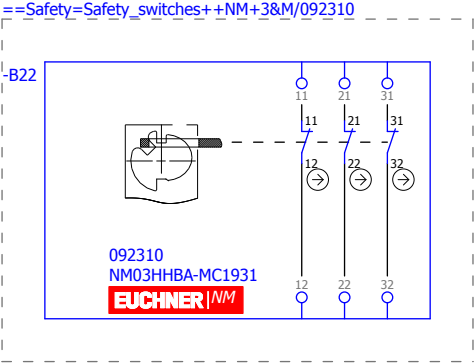 ==Safety=Safety_switches++NM+3&M/092310
-B22
11 21 31
11 21 31
12 22 32
092310
NM03HHBA-MC1931
EUCHNER NM
12 22 32